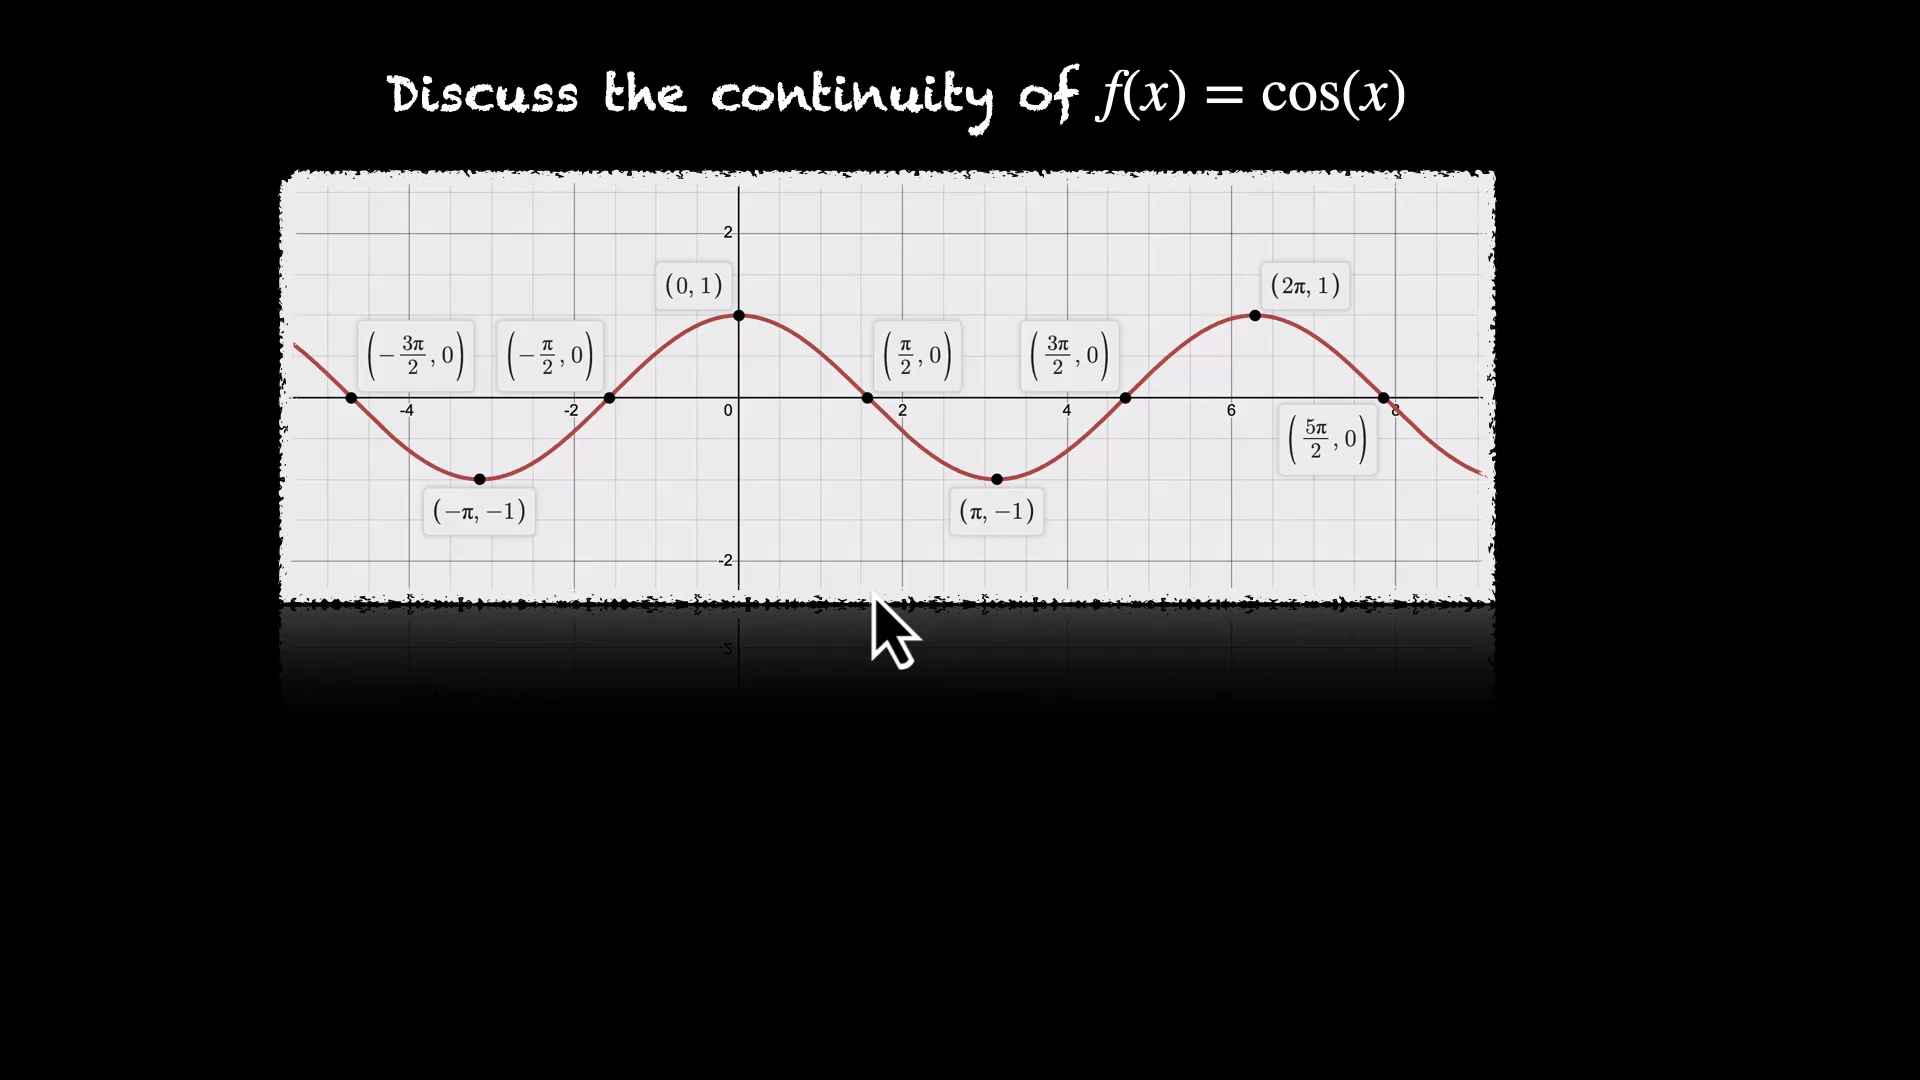 Discuss the continuity of f(x) = cos(x)
2
(0, 1)
(2π, 1)
(-3π/2, 0)
(-π/2, 0)
(π/2, 0)
(3π/2, 0)
-4
-2
0
2
4
6
8
(5π/2, 0)
(-π, -1)
(π, -1)
-2